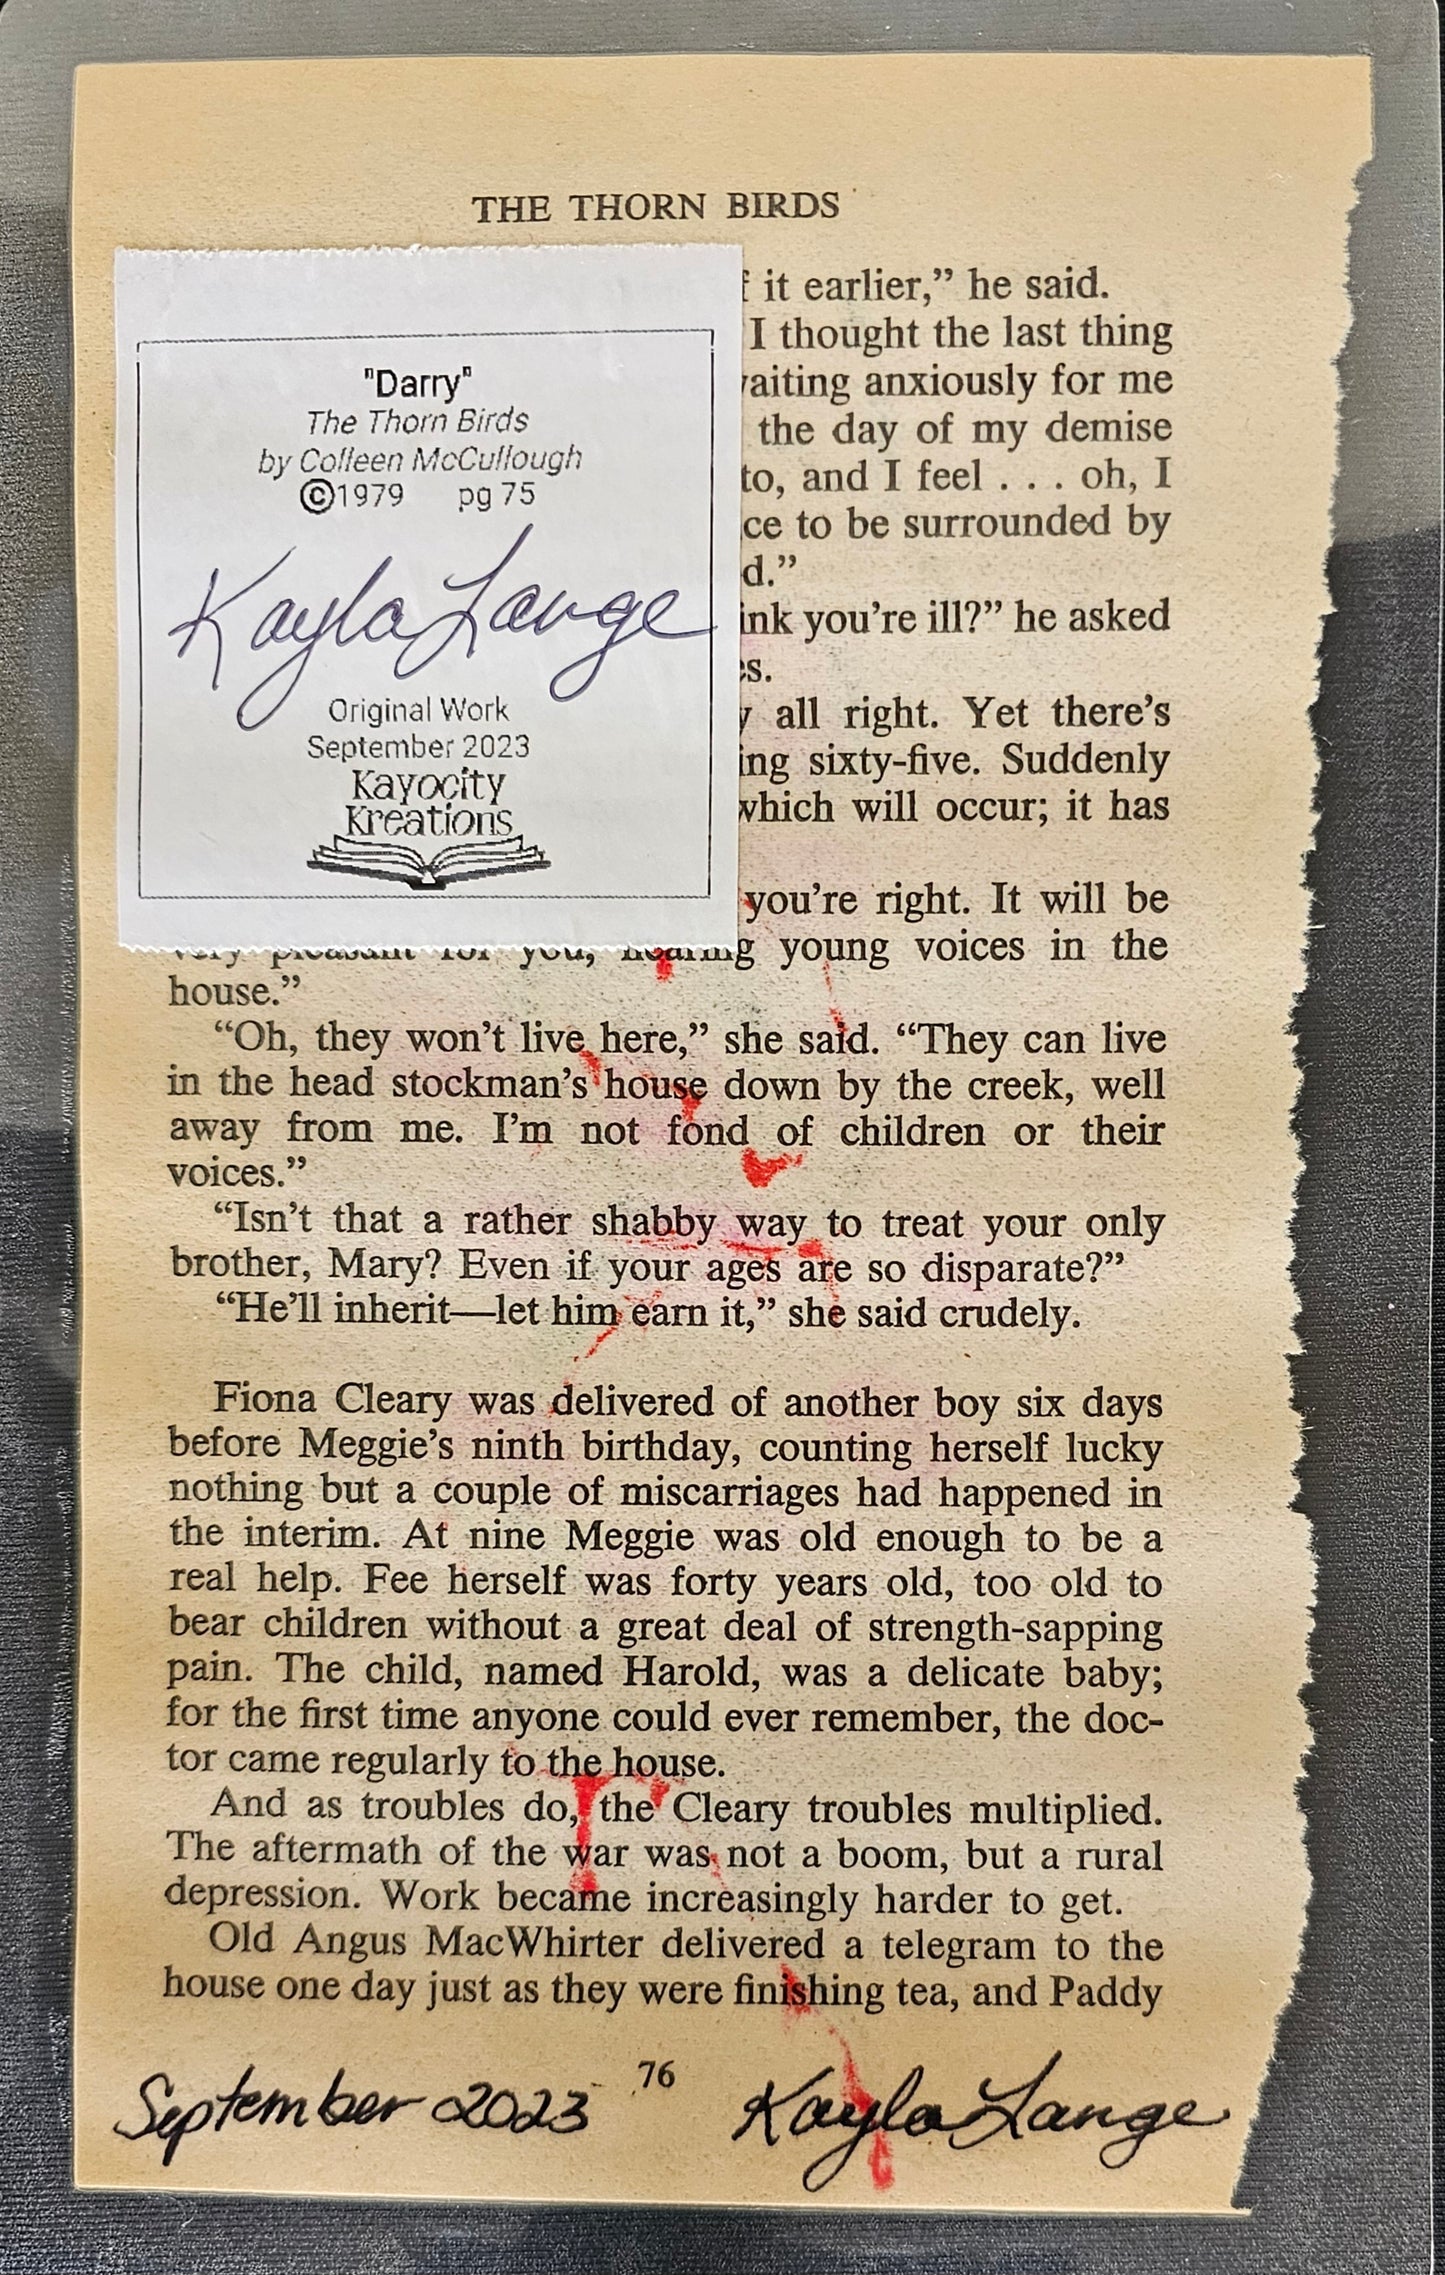 THE THORN BIRDS
"Darry"
The Thorn Birds
by Colleen McCullough
©1979 pg 75
Kayla Lange
Original Work
September 2023
Kayocity
Kreations
it earlier,” he said.
I thought the last thing
anxiously for me
the day of my demise
to, and I feel . . . oh, I
to be surrounded by
you’re ill?” he asked
all right. Yet there’s
sixty-five. Suddenly
which will occur; it has
you’re right. It will be
very pleasant for you, hearing young voices in the
house.”
“Oh, they won’t live here,” she said. “They can live
in the head stockman’s house down by the creek, well
away from me. I’m not fond of children or their
voices.”
“Isn’t that a rather shabby way to treat your only
brother, Mary? Even if your ages are so disparate?”
“He’ll inherit—let him earn it,” she said crudely.
Fiona Cleary was delivered of another boy six days
before Meggie’s ninth birthday, counting herself lucky
nothing but a couple of miscarriages had happened in
the interim. At nine Meggie was old enough to be a
real help. Fee herself was forty years old, too old to
bear children without a great deal of strength-sapping
pain. The child, named Harold, was a delicate baby;
for the first time anyone could ever remember, the doc-
tor came regularly to the house.
And as troubles do, the Cleary troubles multiplied.
The aftermath of the war was not a boom, but a rural
depression. Work became increasingly harder to get.
Old Angus MacWhirter delivered a telegram to the
house one day just as they were finishing tea, and Paddy
76
September 2023 Kayla Lange